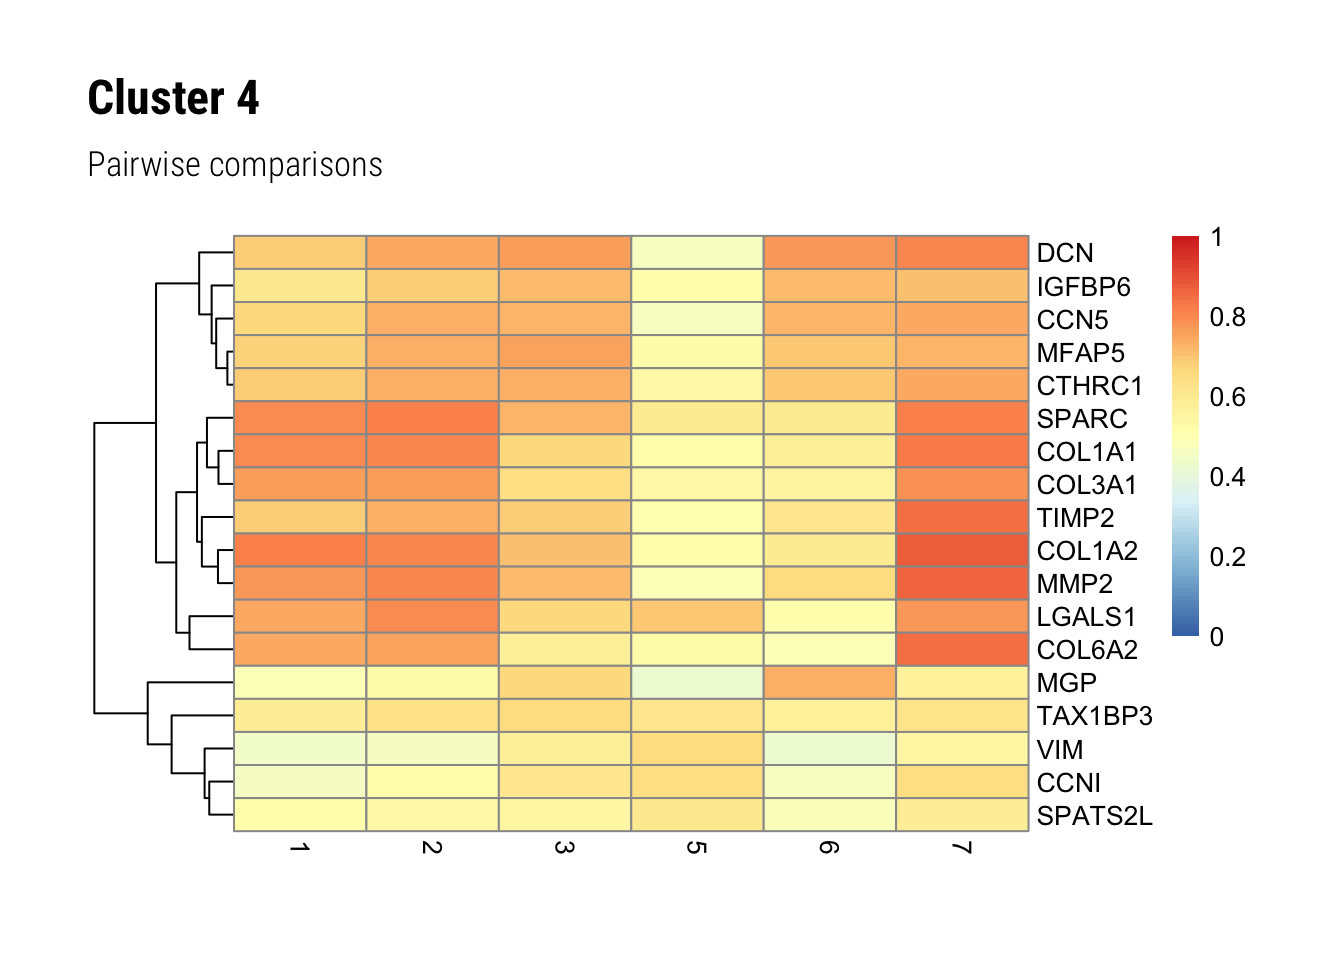 Cluster 4
Pairwise comparisons
DCN
IGFBP6
CCN5
MFAP5
CTHRC1
SPARC
COL1A1
COL3A1
TIMP2
COL1A2
MMP2
LGALS1
COL6A2
MGP
TAX1BP3
VIM
CCNI
SPATS2L
1 2 3 5 6 7
1
0.8
0.6
0.4
0.2
0